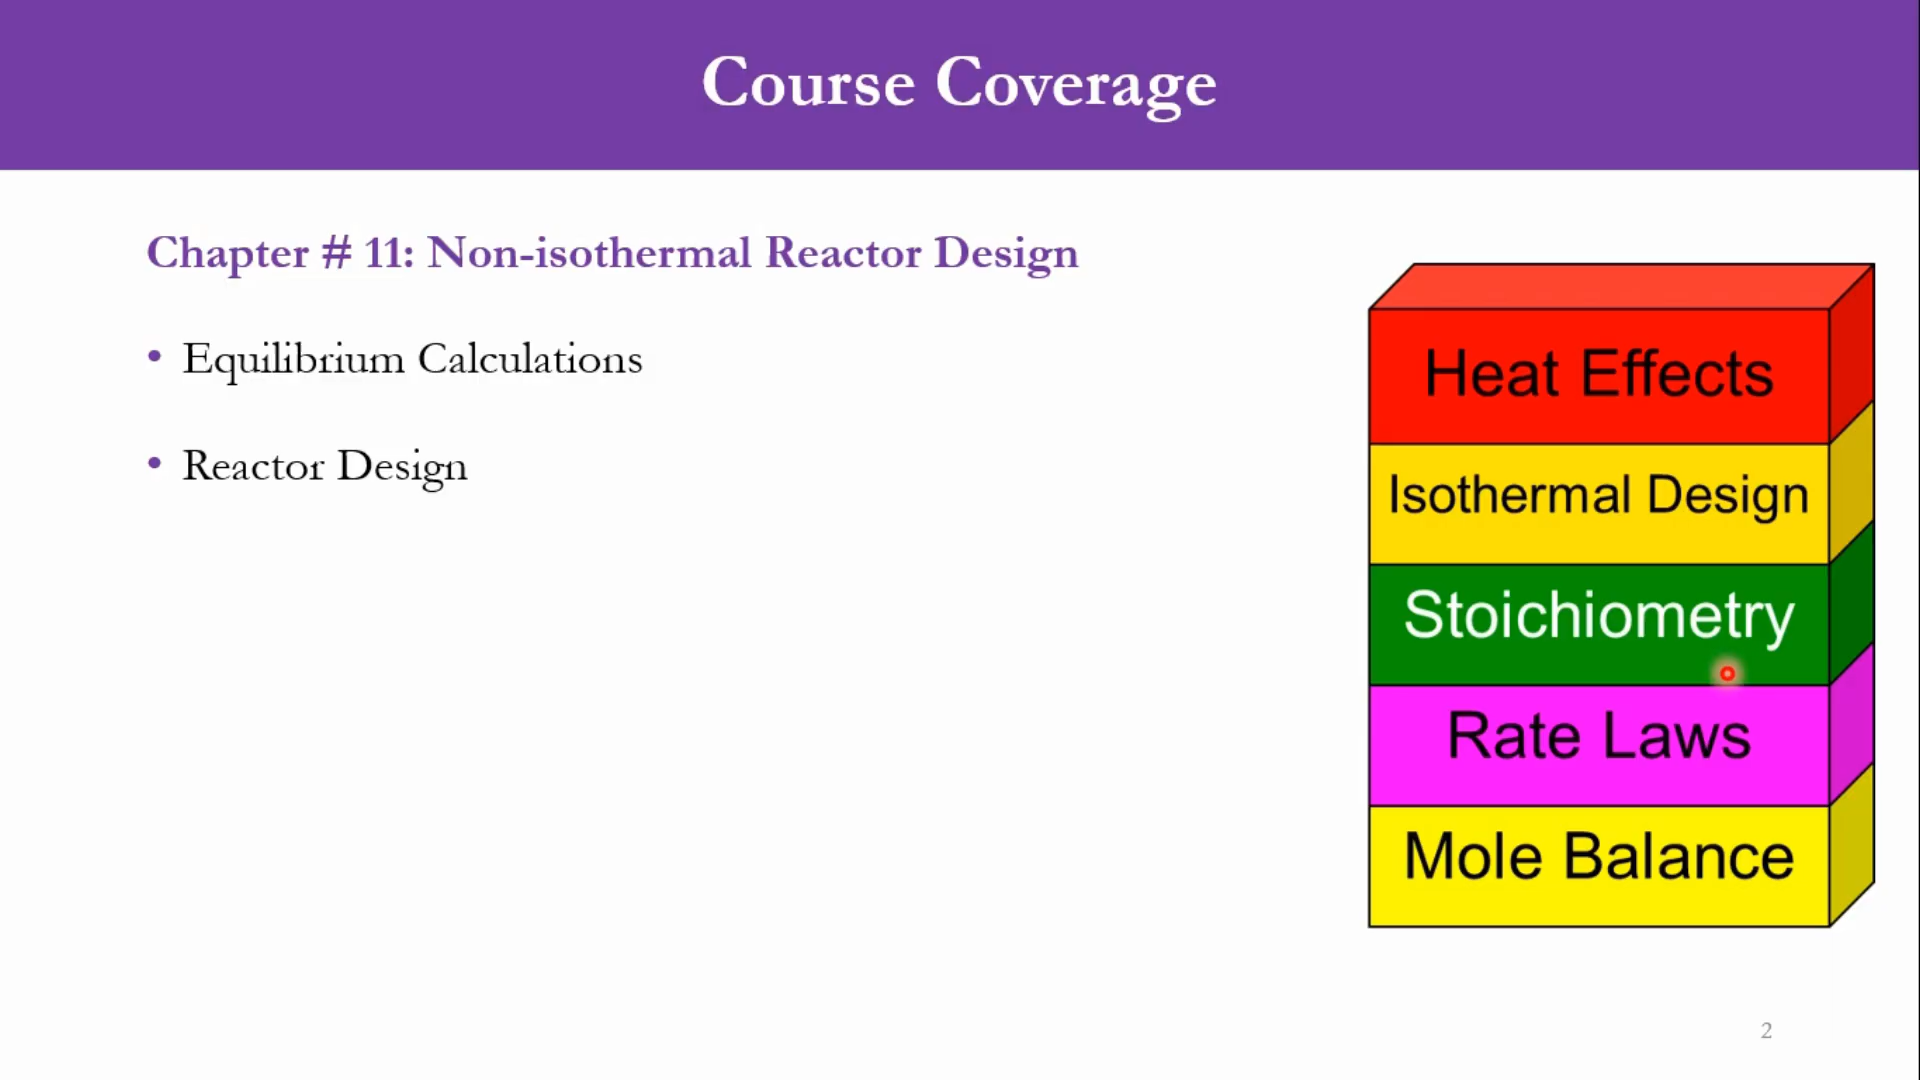 Course Coverage
Chapter # 11: Non-isothermal Reactor Design
• Equilibrium Calculations
• Reactor Design
Heat Effects
Isothermal Design
Stoichiometry
Rate Laws
Mole Balance
2